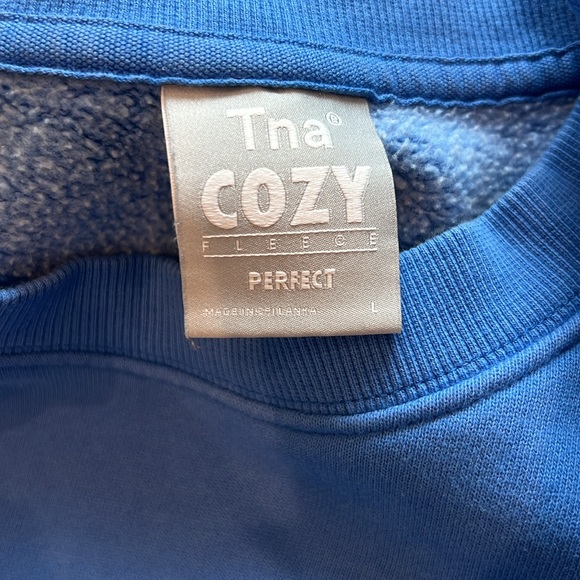 Tna®
COZY
FLEECE
PERFECT
MADE IN SRI LANKA L